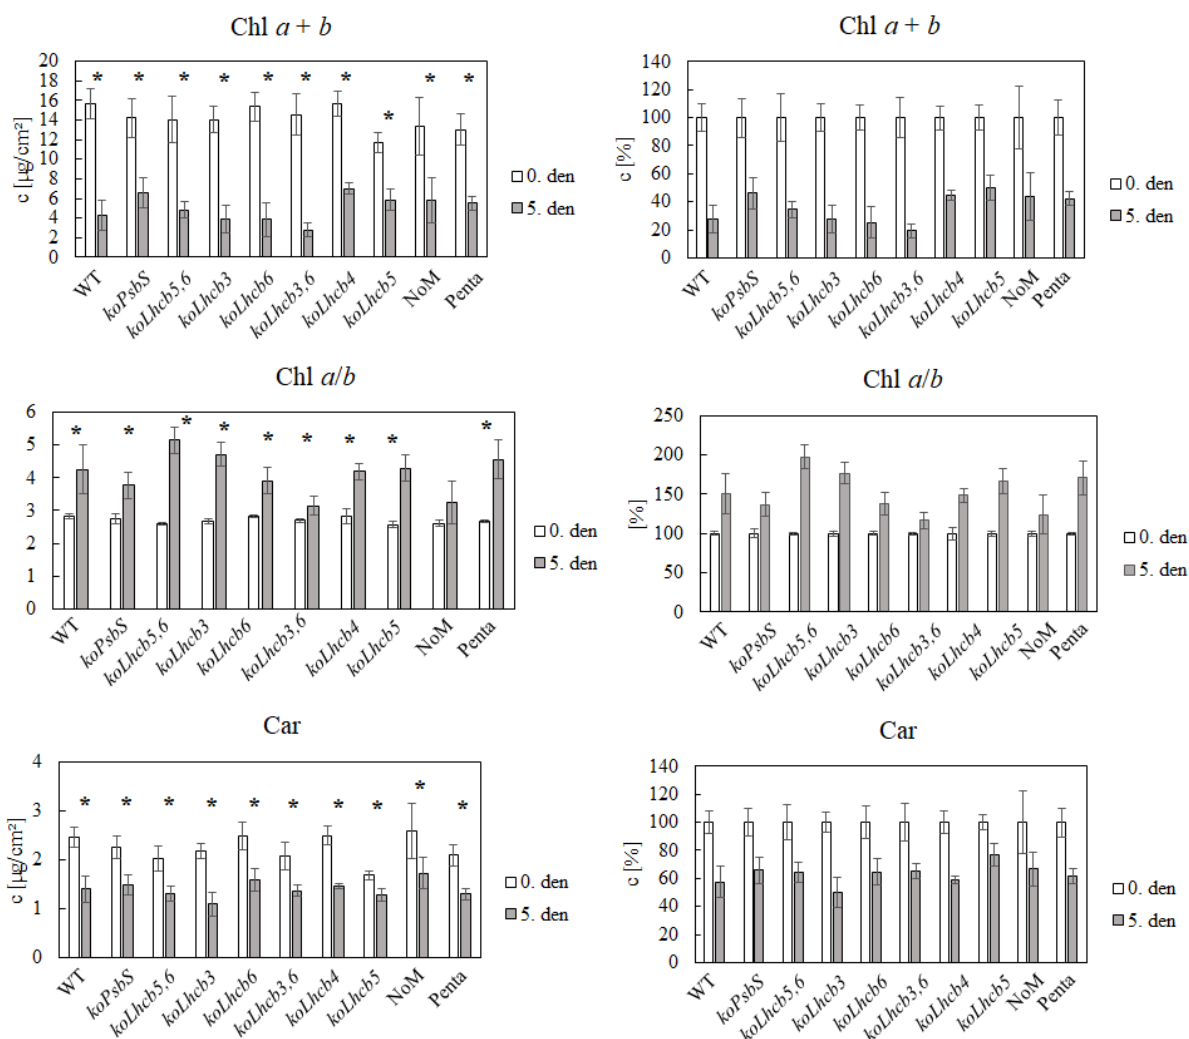 Chl a + b
20
18
16
14
12
10
8
6
4
2
0
c [µg/cm²]
* * * * * * * * * *
0. den
5. den
WT koPsbS koLhcb5,6 koLhcb3 koLhcb6 koLhcb3,6 koLhcb4 koLhcb5 NoM Penta
Chl a + b
140
120
100
80
60
40
20
0
c [%]
0. den
5. den
WT koPsbS koLhcb5,6 koLhcb3 koLhcb6 koLhcb3,6 koLhcb4 koLhcb5 NoM Penta
Chl a/b
6
5
4
3
2
1
0
* * * * * * * * *
0. den
5. den
WT koPsbS koLhcb5,6 koLhcb3 koLhcb6 koLhcb3,6 koLhcb4 koLhcb5 NoM Penta
Chl a/b
250
200
150
100
50
0
[%]
0. den
5. den
WT koPsbS koLhcb5,6 koLhcb3 koLhcb6 koLhcb3,6 koLhcb4 koLhcb5 NoM Penta
Car
4
3
2
1
0
c [µg/cm²]
* * * * * * * * * *
0. den
5. den
WT koPsbS koLhcb5,6 koLhcb3 koLhcb6 koLhcb3,6 koLhcb4 koLhcb5 NoM Penta
Car
140
120
100
80
60
40
20
0
c [%]
0. den
5. den
WT koPsbS koLhcb5,6 koLhcb3 koLhcb6 koLhcb3,6 koLhcb4 koLhcb5 NoM Penta